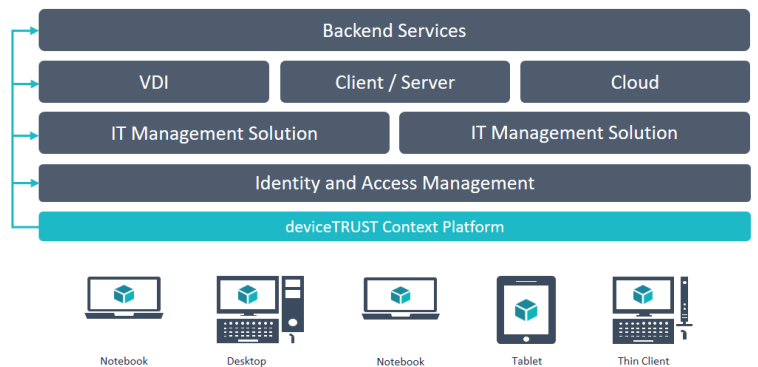 Backend Services
VDI
Client / Server
Cloud
IT Management Solution
IT Management Solution
Identity and Access Management
deviceTRUST Context Platform
Notebook
Desktop
Notebook
Tablet
Thin Client